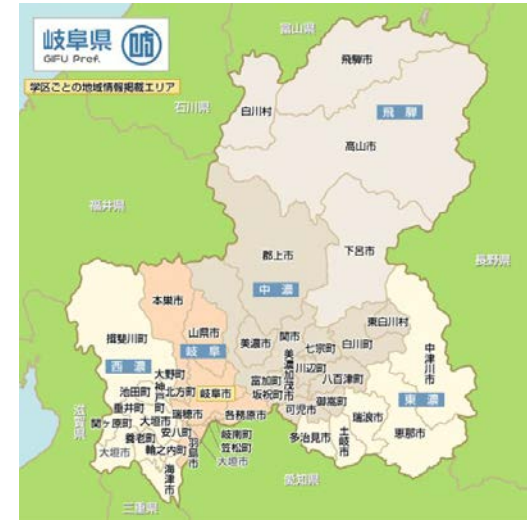 岐阜県
GIFU Pref.
学区ごとの地域情報掲載エリア
富山県
石川県
福井県
長野県
滋賀県
三重県
愛知県
飛騨市
飛騨
白川村
高山市
下呂市
郡上市
中濃
本巣市
山県市
岐阜
揖斐川町
西濃
美濃市
関市
七宗町
白川町
東白川村
美濃加茂市
川辺町
八百津町
富加町
坂祝町
可児市
御嵩町
中津川市
東濃
恵那市
瑞浪市
土岐市
多治見市
大野町
神戸町
池田町
北方町
岐阜市
垂井町
大垣市
瑞穂市
各務原市
関ヶ原町
養老町
安八町
羽島市
岐南町
笠松町
大垣市
大垣市
輪之内町
海津市